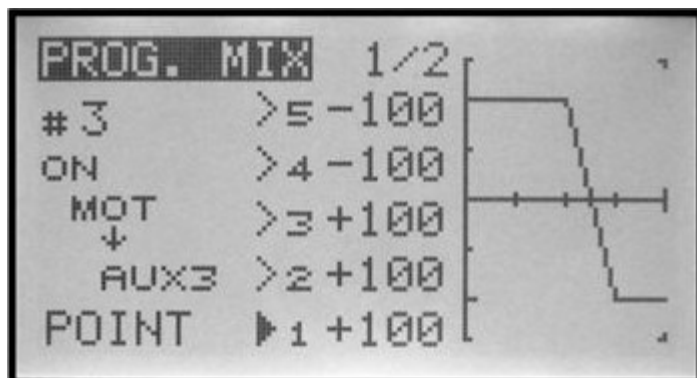 PROG. MIX 1/2
#3 >5 -100
ON >4 -100
MOT >3 +100
↓
AUX3 >2 +100
POINT ▶1 +100